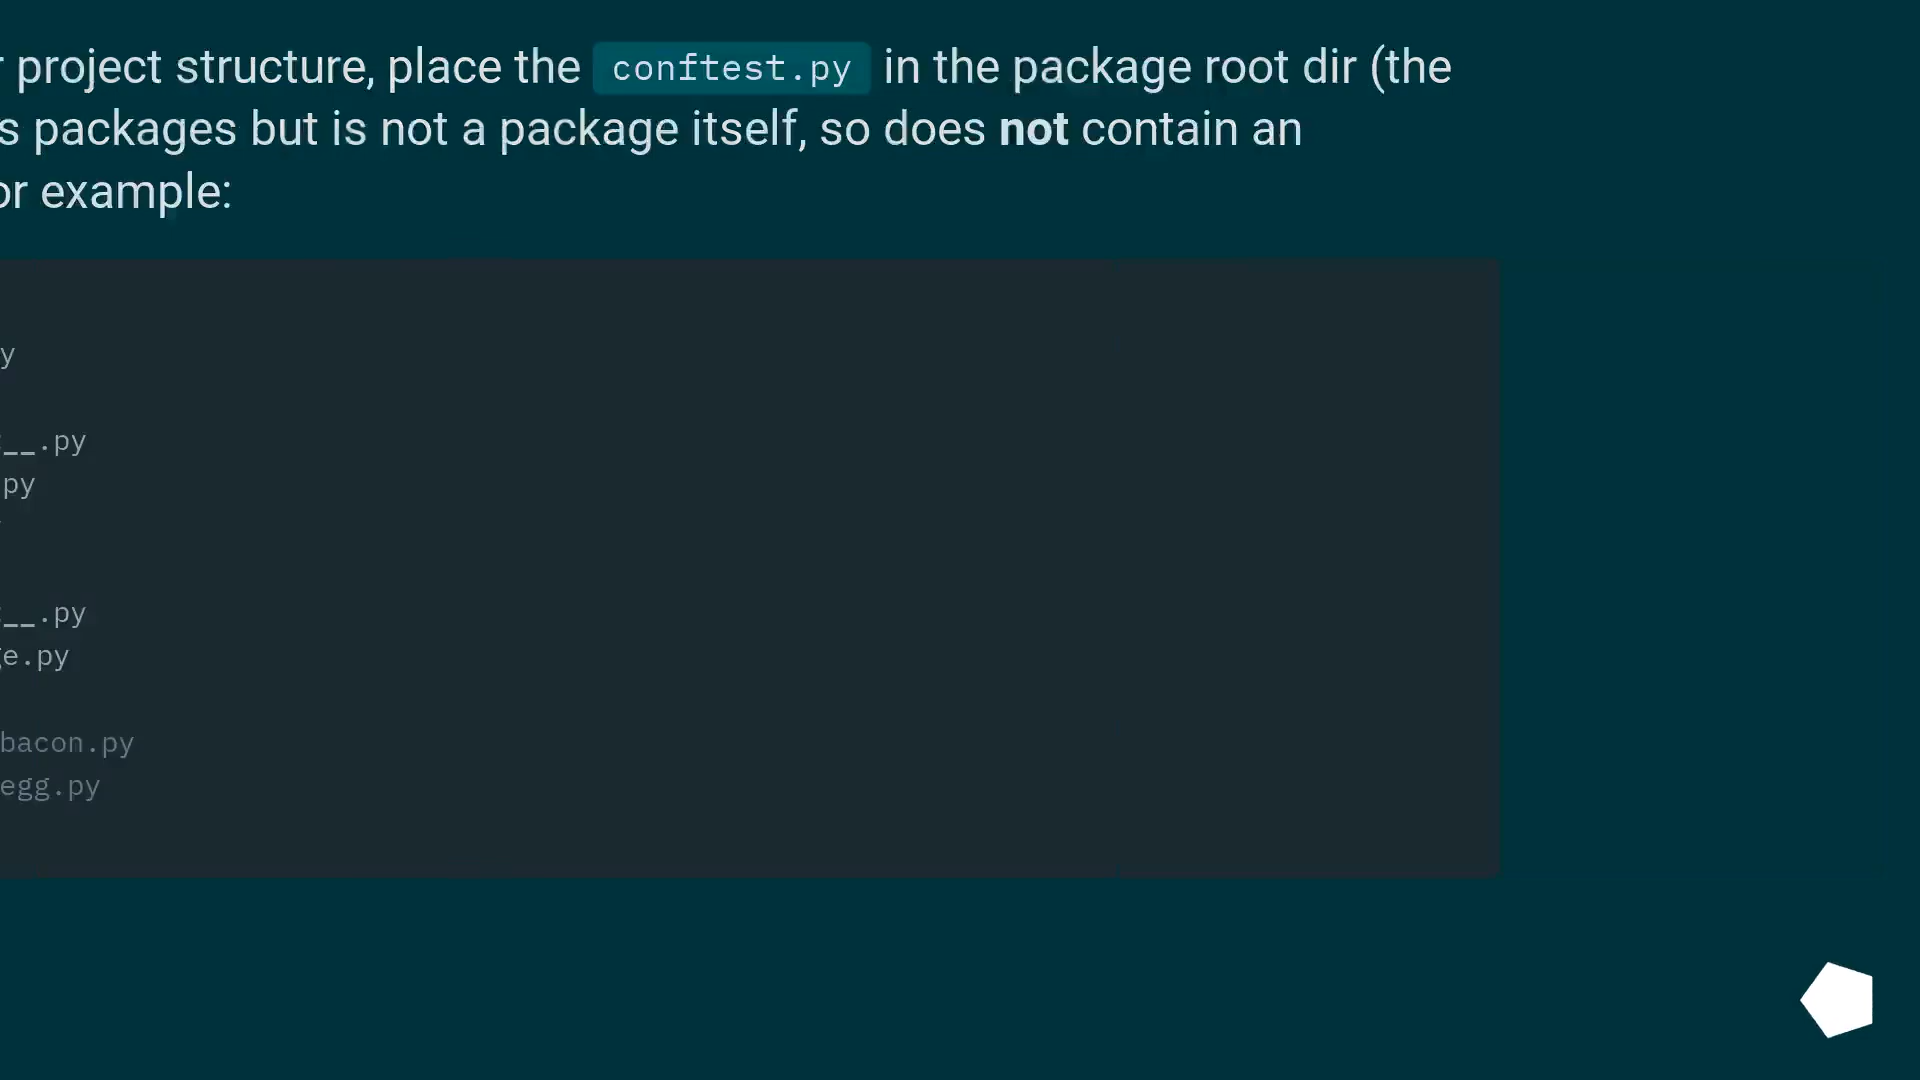 project structure, place the conftest.py in the package root dir (the
s packages but is not a package itself, so does not contain an
or example:
y
__.py
.py
__.py
e.py
bacon.py
egg.py